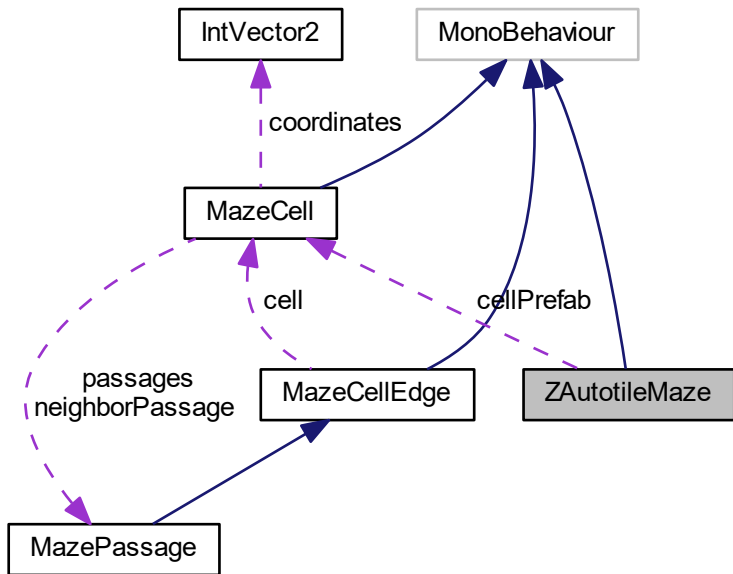 IntVector2
MonoBehaviour
coordinates
MazeCell
cell
cellPrefab
passages
neighborPassage
MazeCellEdge
ZAutotileMaze
MazePassage